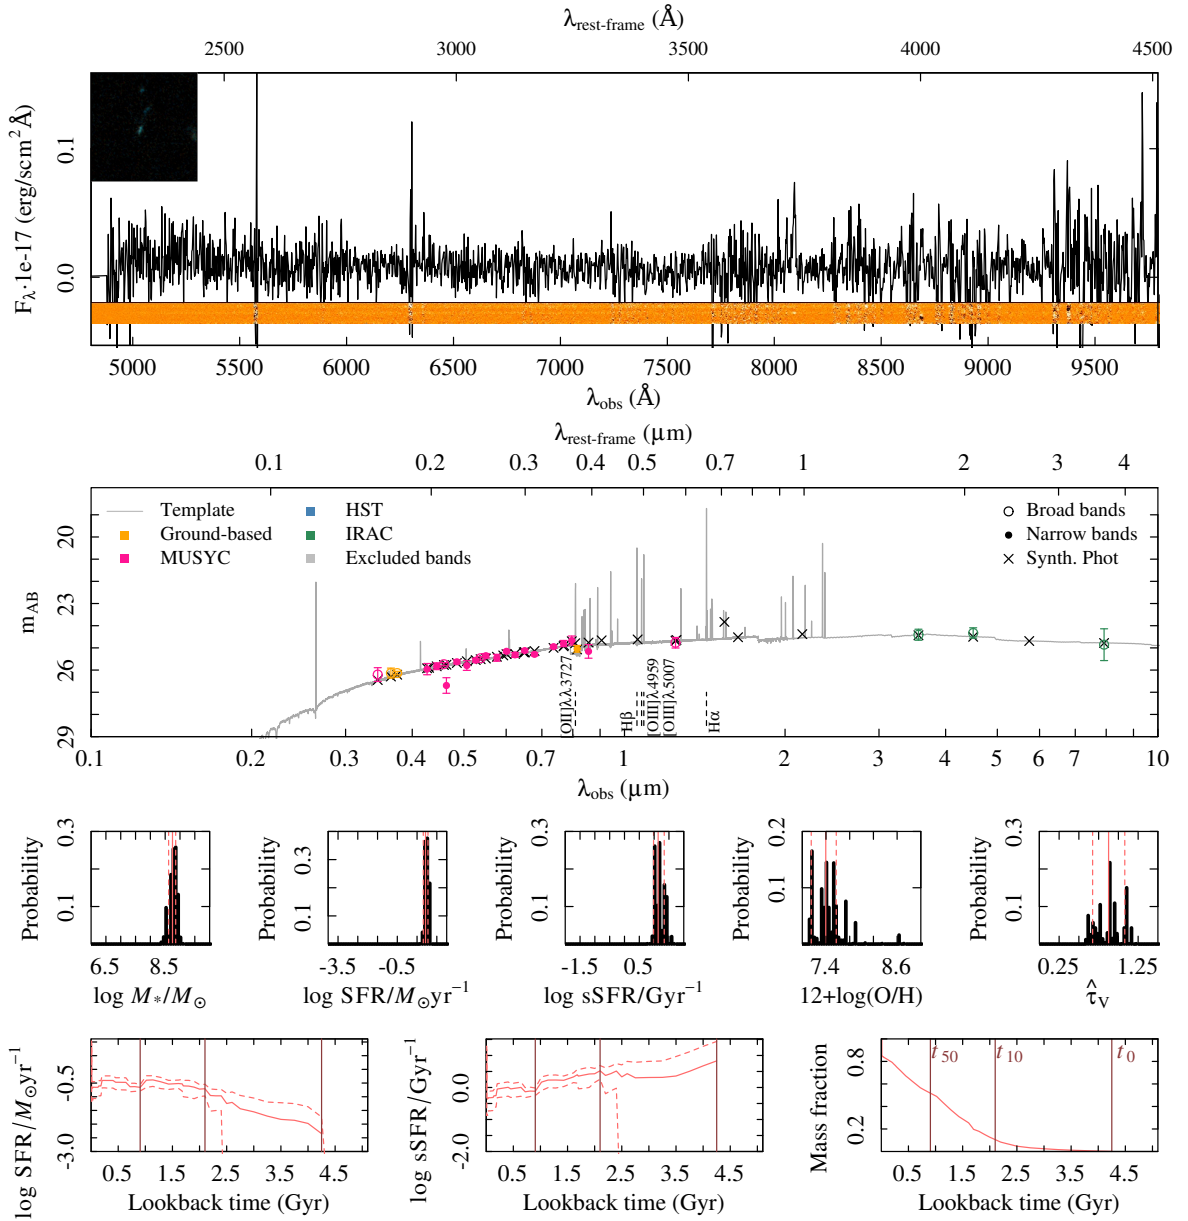 λrest-frame (Å)
2500 3000 3500 4000 4500
Fλ·1e-17 (erg/scm² Å)
0.0 0.1
5000 5500 6000 6500 7000 7500 8000 8500 9000 9500
λobs (Å)
λrest-frame (μm)
0.1 0.2 0.3 0.4 0.5 0.7 1 2 3 4
mAB
20
23
26
29
Template
Ground-based
MUSYC
HST
IRAC
Excluded bands
Broad bands
Narrow bands
Synth. Phot
[OII]λλ3727
Hβ
[OIII]λ4959
[OIII]λ5007
Hα
0.1 0.2 0.3 0.4 0.5 0.7 1 2 3 4 5 6 7 10
λobs (μm)
Probability
0.1 0.3
6.5 8.5
log M*/M⊙
Probability
0.1 0.3
-3.5 -0.5
log SFR/M⊙yr⁻¹
Probability
0.1 0.3
-1.5 0.5
log sSFR/Gyr⁻¹
Probability
0.1 0.2
7.4 8.6
12+log(O/H)
Probability
0.1 0.3
0.25 1.25
τ̂V
log SFR/M⊙yr⁻¹
-3.0 -0.5
0.5 1.5 2.5 3.5 4.5
Lookback time (Gyr)
log sSFR/Gyr⁻¹
-2.0 0.0
0.5 1.5 2.5 3.5 4.5
Lookback time (Gyr)
Mass fraction
0.2 0.8
t50 t10 t0
0.5 1.5 2.5 3.5 4.5
Lookback time (Gyr)